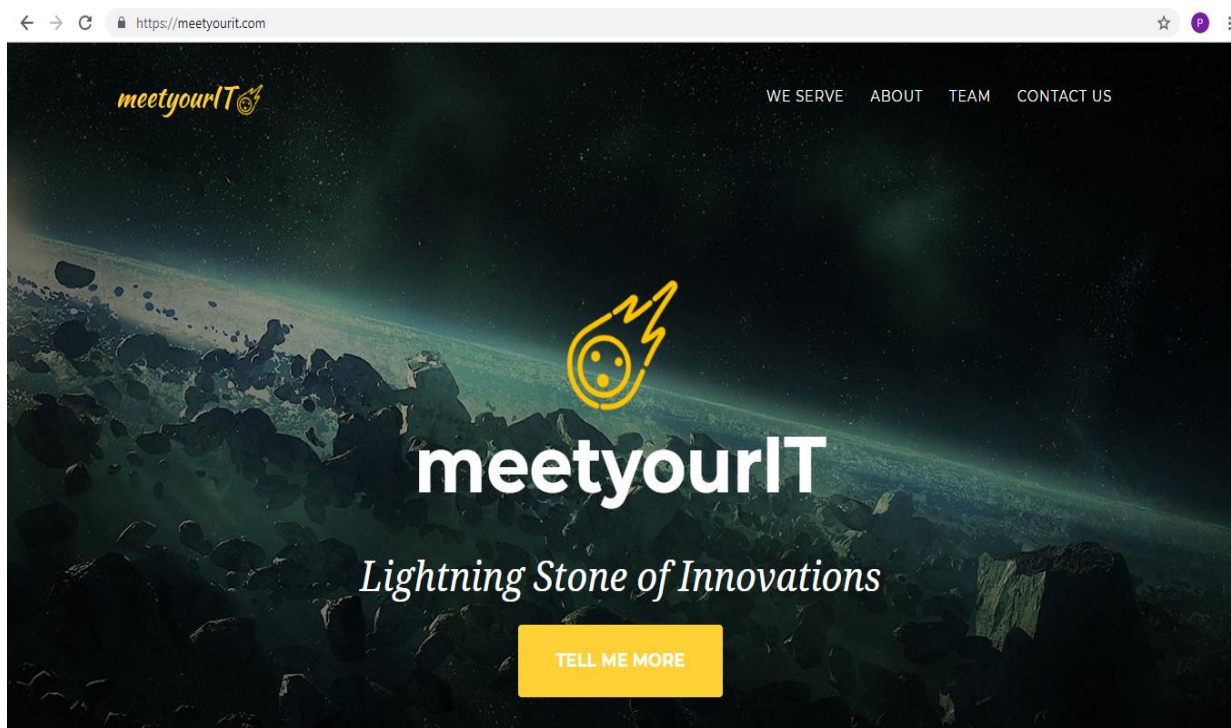 https://meetyourit.com
P
meetyourIT
WE SERVE ABOUT TEAM CONTACT US
meetyourIT
Lightning Stone of Innovations
TELL ME MORE